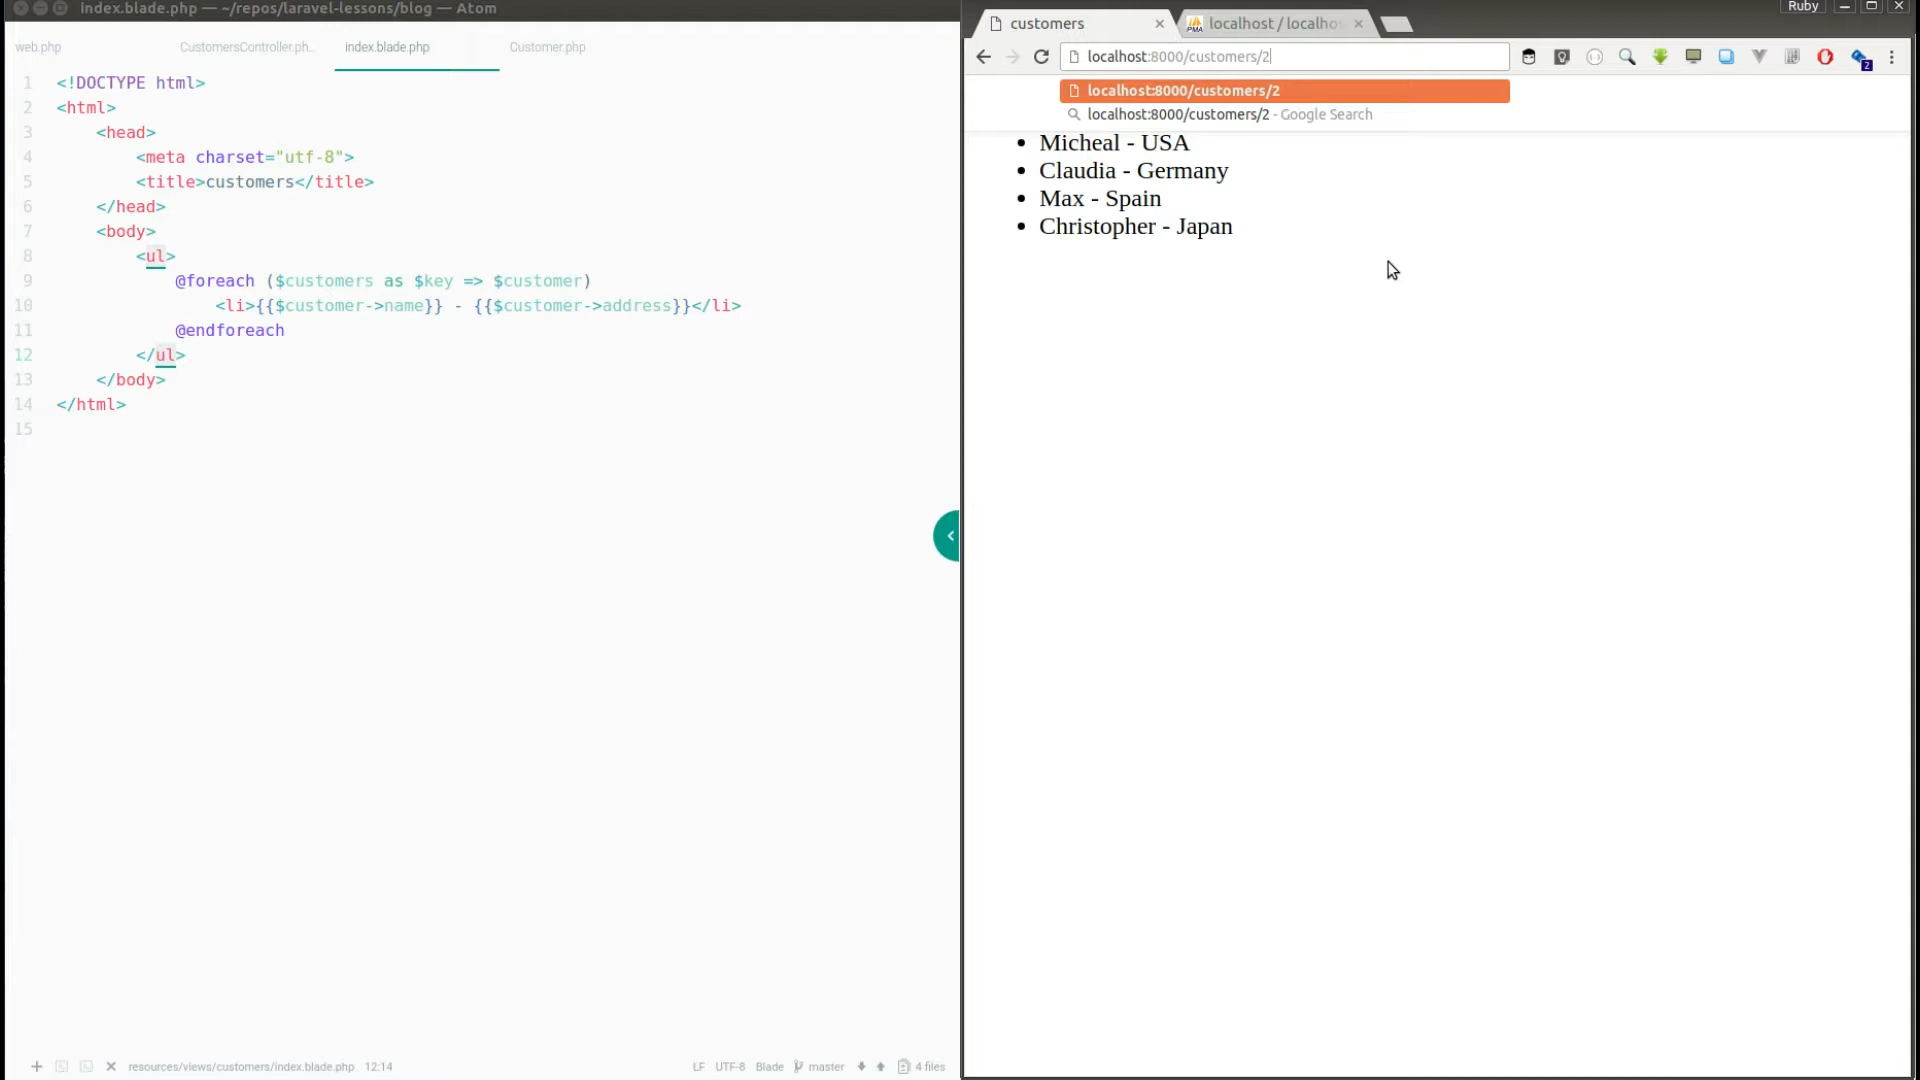 index.blade.php — ~/repos/laravel-lessons/blog — Atom
web.php
CustomersController.ph..
index.blade.php
Customer.php
1 <!DOCTYPE html>
2 <html>
3 <head>
4 <meta charset="utf-8">
5 <title>customers</title>
6 </head>
7 <body>
8 <ul>
9 @foreach ($customers as $key => $customer)
10 <li>{{$customer->name}} - {{$customer->address}}</li>
11 @endforeach
12 </ul>
13 </body>
14 </html>
15
resources/views/customers/index.blade.php 12:14
LF UTF-8 Blade master 4 files
Ruby
customers
PMA localhost / localhos
localhost:8000/customers/2
localhost:8000/customers/2
localhost:8000/customers/2 - Google Search
2
Micheal - USA
Claudia - Germany
Max - Spain
Christopher - Japan